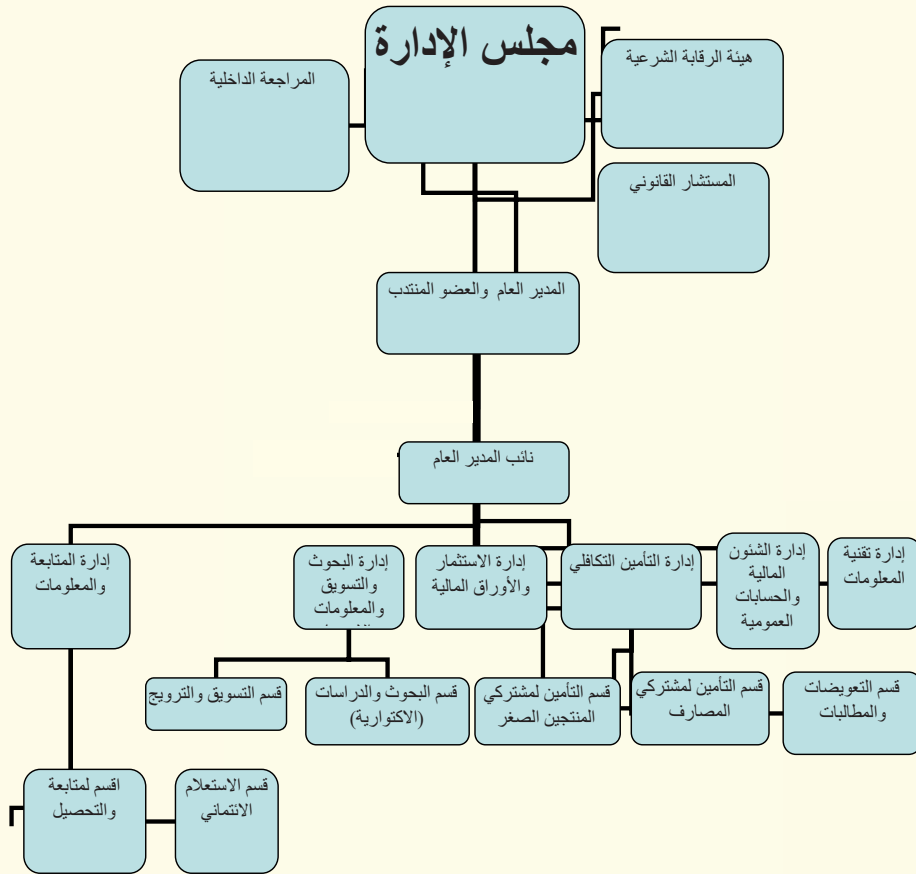 مجلس الإدارة
هيئة الرقابة الشرعية
المراجعة الداخلية
المستشار القانوني
المدير العام والعضو المنتدب
نائب المدير العام
إدارة تقنية
المعلومات
إدارة الشئون
المالية
والحسابات
العمومية
إدارة التأمين التكافلي
إدارة الاستثمار
والأوراق المالية
إدارة البحوث
والتسويق
والمعلومات
إدارة المتابعة
والمعلومات
قسم التعويضات
والمطالبات
قسم التأمين لمشتركي
المصارف
قسم التأمين لمشتركي
المنتجين الصغر
قسم البحوث والدراسات
(الاكتوارية)
قسم التسويق والترويج
قسم الاستعلام
الائتماني
اقسم لمتابعة
والتحصيل